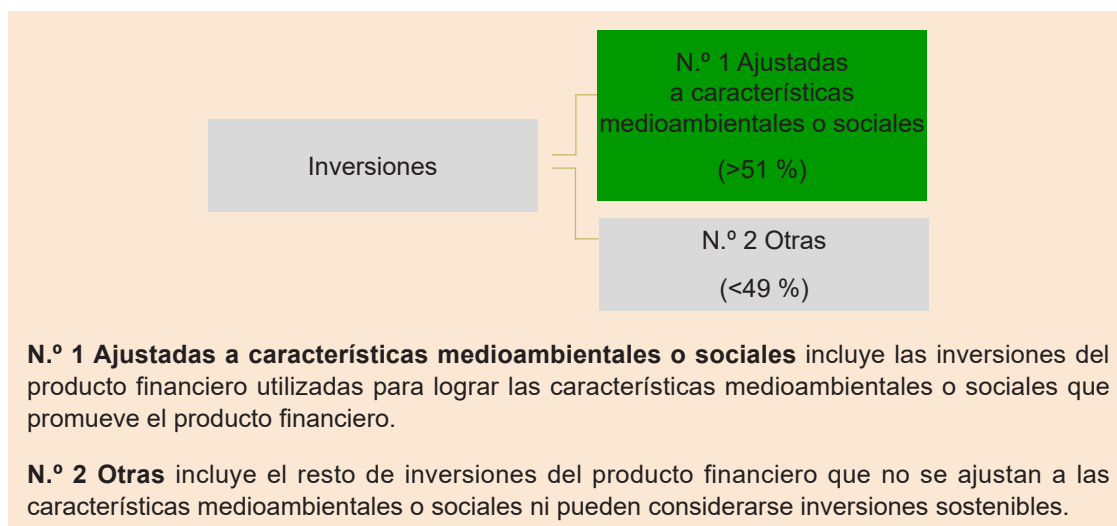 N.º 1 Ajustadas
a características
medioambientales o sociales
(>51 %)
Inversiones
N.º 2 Otras
(<49 %)
N.º 1 Ajustadas a características medioambientales o sociales incluye las inversiones del
producto financiero utilizadas para lograr las características medioambientales o sociales que
promueve el producto financiero.
N.º 2 Otras incluye el resto de inversiones del producto financiero que no se ajustan a las
características medioambientales o sociales ni pueden considerarse inversiones sostenibles.